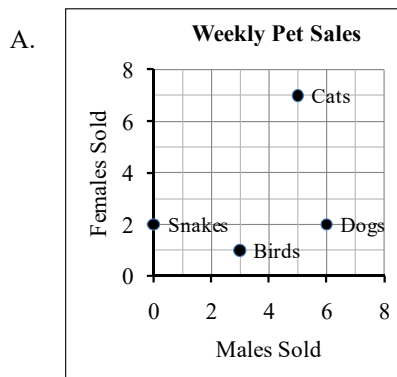 A.
Weekly Pet Sales
8
Cats
6
Females Sold
4
2
Snakes
Dogs
Birds
0
0 2 4 6 8
Males Sold